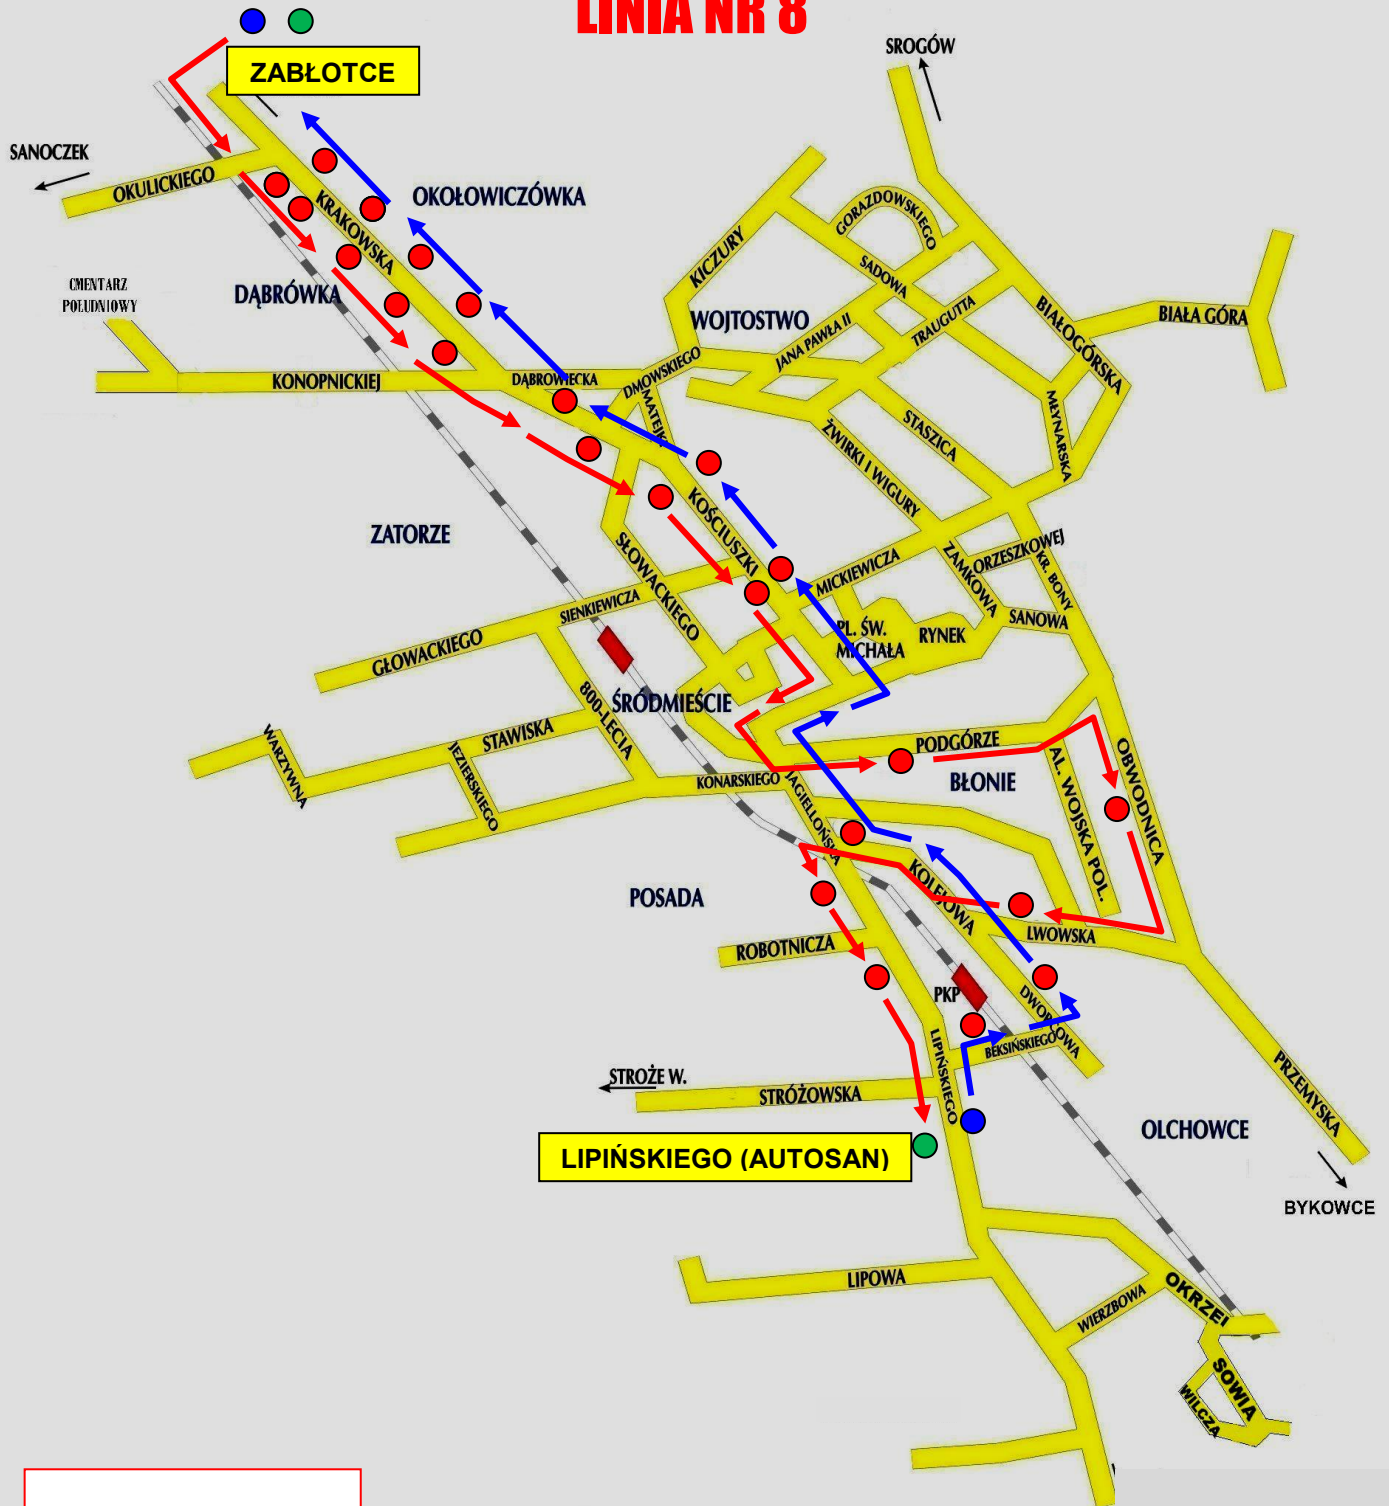 LINIA NR 8
ZABŁOTCE
SROGÓW
SANOCZEK
OKULICKIEGO
KRAKOWSKA
OKOŁOWICZÓWKA
KICZURY
GORAZDOWSKIEGO
SADOWA
CMENTARZ
POŁUDNIOWY
DĄBRÓWKA
WOJTOSTWO
JANA PAWŁA II
TRAUGUTTA
BIAŁOGÓRSKA
BIAŁA GÓRA
KONOPNICKIEJ
DĄBROWIECKA
DMOWSKIEGO
MATEJKI
MŁYNARSKA
STASZICA
ŻWIRKI I WIGURY
ZATORZE
KOŚCIUSZKI
SŁOWACKIEGO
MICKIEWICZA
ZAMKOWA
ORZESZKOWEJ
KR. BONY
SIENKIEWICZA
GŁOWACKIEGO
PL. ŚW.
MICHAŁA
RYNEK
SANOWA
800-LECIA
ŚRÓDMIEŚCIE
WARZYWNA
STAWISKA
JEZIERSKIEGO
KONARSKIEGO
PODGÓRZE
BŁONIE
AL. WOJSKA POL.
OBWODNICA
JAGIELLOŃSKA
KOLEJOWA
POSADA
ROBOTNICZA
LWOWSKA
PKP
DWORCOWA
BEKSIŃSKIEGO
LIPIŃSKIEGO
STROŻE W.
STRÓŻOWSKA
PRZEMYSKA
OLCHOWCE
LIPIŃSKIEGO (AUTOSAN)
BYKOWCE
LIPOWA
WIERZBOWA
OKRZEI
SOWIA
WILCZA